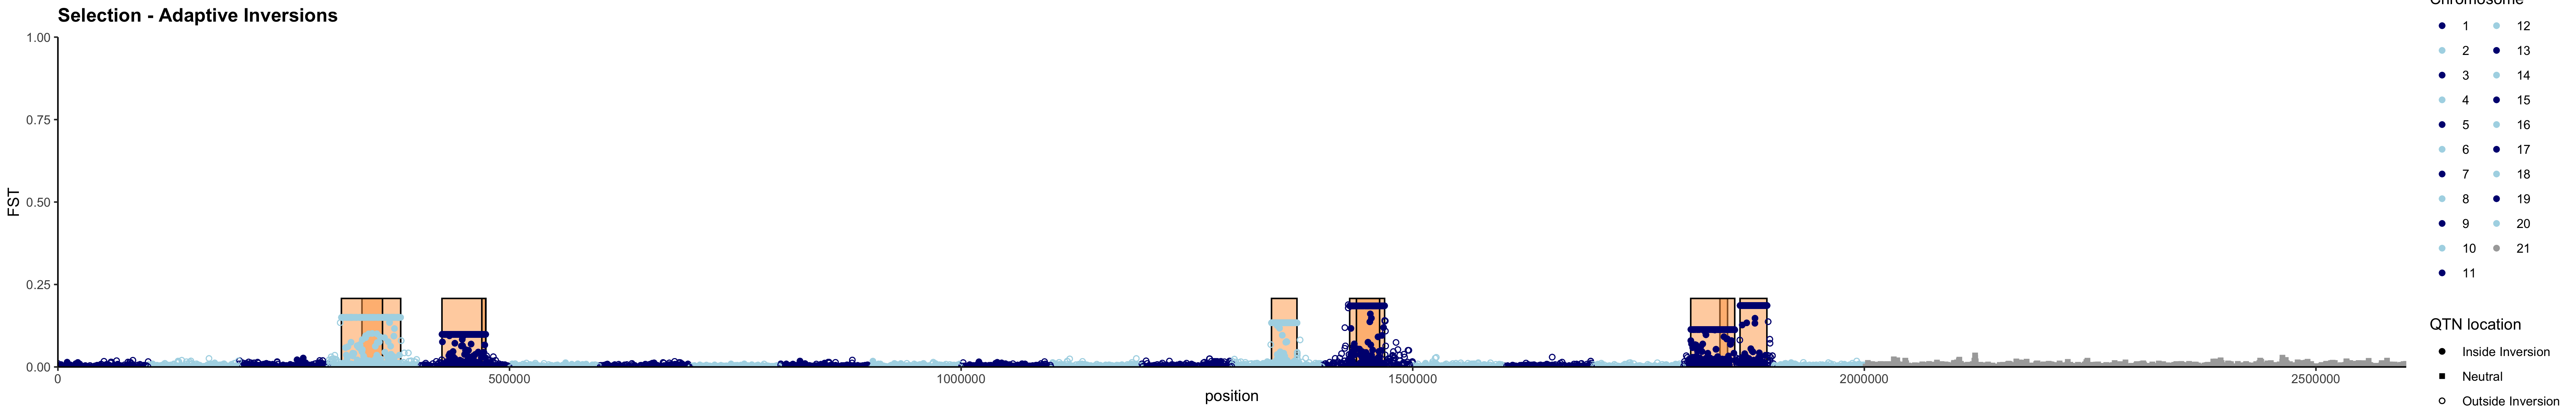 Selection - Adaptive Inversions
Chromosome
1 12
2 13
3 14
4 15
5 16
6 17
7 18
8 19
9 20
10 21
11
QTN location
Inside Inversion
Neutral
Outside Inversion
FST
1.00
0.75
0.50
0.25
0.00
0 500000 1000000 1500000 2000000 2500000
position